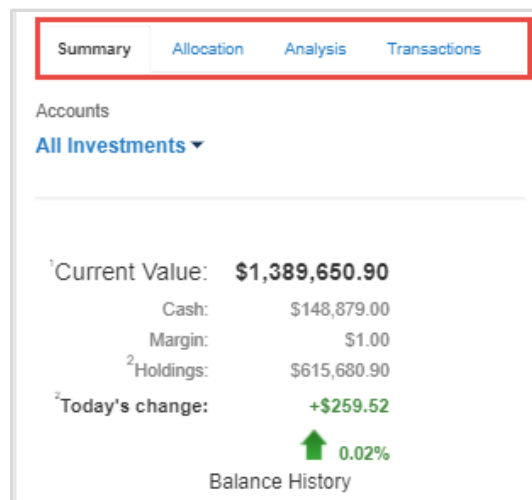 Summary Allocation Analysis Transactions
Accounts
All Investments
1Current Value: $1,389,650.90
Cash: $148,879.00
Margin: $1.00
2Holdings: $615,680.90
2Today's change: +$259.52
0.02%
Balance History